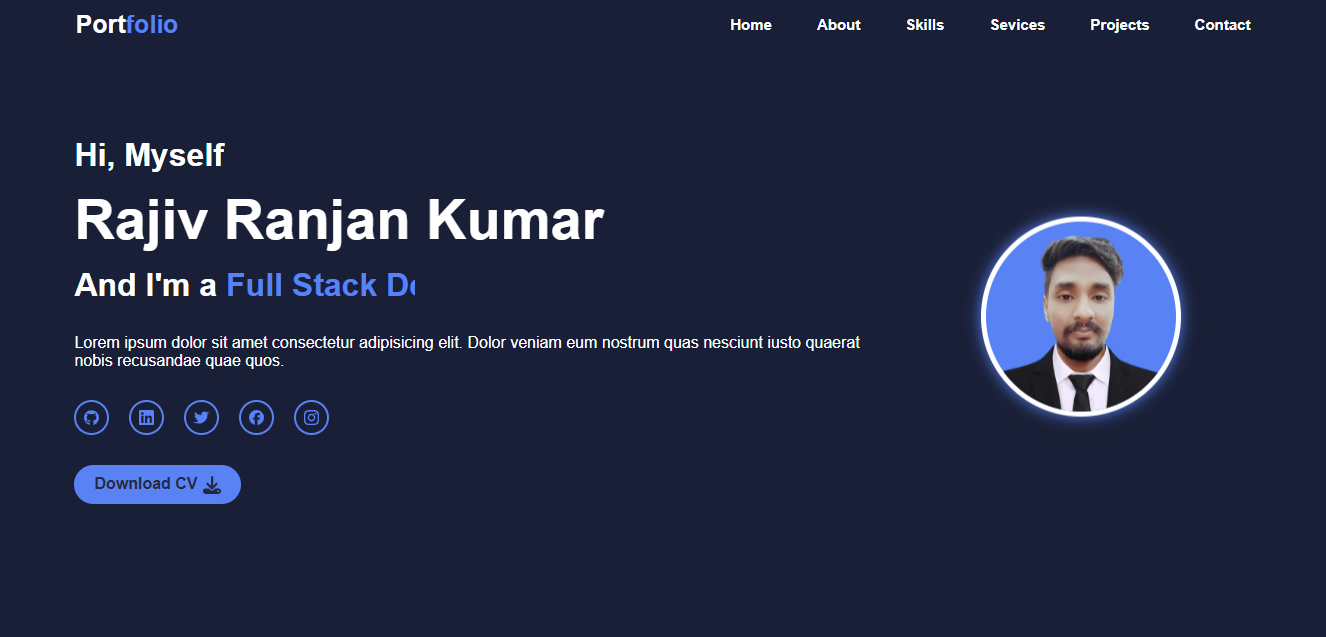 Portfolio
Home About Skills Sevices Projects Contact
Hi, Myself
Rajiv Ranjan Kumar
And I'm a Full Stack D
Lorem ipsum dolor sit amet consectetur adipisicing elit. Dolor veniam eum nostrum quas nesciunt iusto quaerat
nobis recusandae quae quos.
Download CV